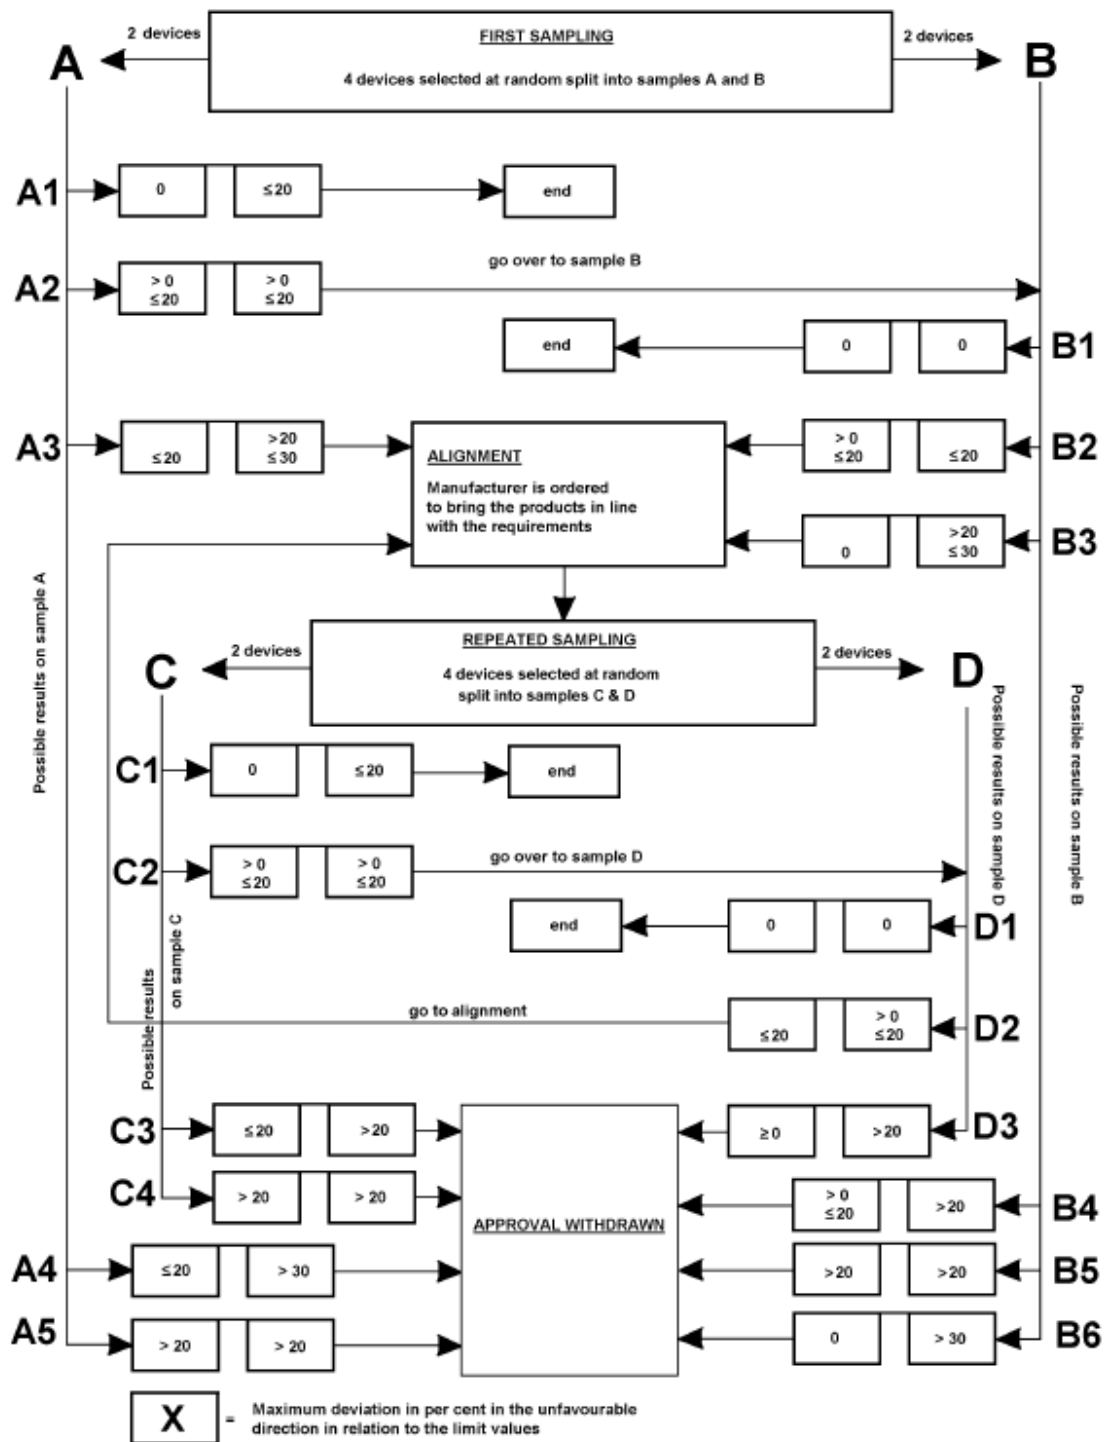 2 devices
FIRST SAMPLING
2 devices
A
4 devices selected at random split into samples A and B
B
A1
0
≤ 20
end
go over to sample B
A2
> 0
≤ 20
> 0
≤ 20
end
0
0
B1
A3
≤ 20
> 20
≤ 30
ALIGNMENT
Manufacturer is ordered
to bring the products in line
with the requirements
> 0
≤ 20
≤ 20
B2
0
> 20
≤ 30
B3
Possible results on sample A
REPEATED SAMPLING
2 devices
4 devices selected at random
split into samples C & D
2 devices
C
D
Possible results on sample D
Possible results on sample B
C1
0
≤ 20
end
C2
> 0
≤ 20
> 0
≤ 20
go over to sample D
end
0
0
D1
Possible results
on sample C
go to alignment
≤ 20
> 0
≤ 20
D2
C3
≤ 20
> 20
≥ 0
> 20
D3
C4
> 20
> 20
APPROVAL WITHDRAWN
> 0
≤ 20
> 20
B4
A4
≤ 20
> 30
> 20
> 20
B5
A5
> 20
> 20
0
> 30
B6
X
= Maximum deviation in per cent in the unfavourable
direction in relation to the limit values